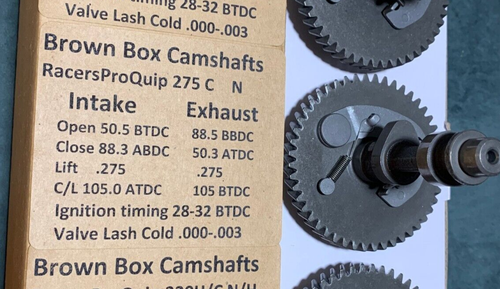 timing 28-32 BTDC
Valve Lash Cold .000-.003
Brown Box Camshafts
RacersProQuip 275 C N
Intake Exhaust
Open 50.5 BTDC 88.5 BBDC
Close 88.3 ABDC 50.3 ATDC
Lift .275 .275
C/L 105.0 ATDC 105 BTDC
Ignition timing 28-32 BTDC
Valve Lash Cold .000-.003
Brown Box Camshafts